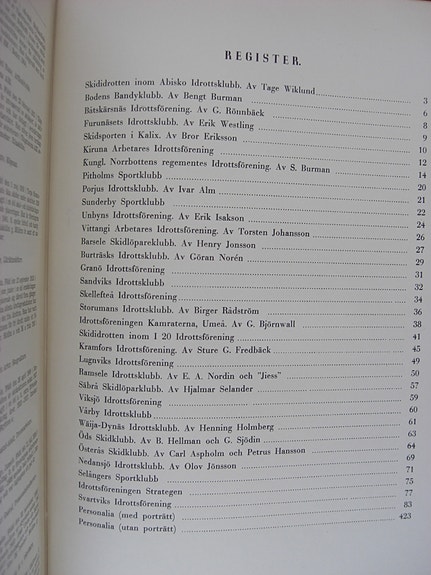 REGISTER.
Skididrotten inom Abisko Idrottsklubb. Av Tage Wiklund 3
Bodens Bandyklubb. Av Bengt Burman 6
Båtskärsnäs Idrottsförening. Av G. Rönnbäck 8
Furunäsets Idrottsklubb. Av Erik Westling 9
Skidsporten i Kalix. Av Bror Eriksson 10
Kiruna Arbetares Idrottsförening 12
Kungl. Norrbottens regementes Idrottsförening. Av S. Burman 14
Pitholms Sportklubb 20
Porjus Idrottsklubb. Av Ivar Alm 21
Sunderby Sportklubb 22
Unbyns Idrottsförening. Av Erik Isakson 24
Vittangi Arbetares Idrottsförening. Av Torsten Johansson 26
Barsele Skidlöpareklubb. Av Henry Jonsson 27
Burträsks Idrottsklubb. Av Göran Norén 29
Granö Idrottsförening 31
Sandviks Idrottsklubb 32
Skellefteå Idrottsförening 34
Storumans Idrottsklubb. Av Birger Rådström 36
Idrottsföreningen Kamraterna, Umeå. Av G. Björnwall 38
Skididrotten inom I 20 Idrottsförening 41
Kramfors Idrottsförening. Av Sture G. Fredbäck 45
Lugnviks Idrottsförening 49
Ramsele Idrottsklubb. Av E. A. Nordin och "Jiess" 50
Säbrå Skidlöparklubb. Av Hjalmar Selander 57
Viksjö Idrottsförening 59
Vårby Idrottsklubb 60
Wäija-Dynäs Idrottsklubb. Av Henning Holmberg 61
Öds Skidklubb. Av B. Hellman och G. Sjödin 63
Österås Skidklubb. Av Carl Aspholm och Petrus Hansson 64
Nedansjö Idrottsklubb. Av Olov Jönsson 69
Selångers Sportklubb 71
Idrottsföreningen Strategen 75
Svartviks Idrottsförening 77
Personalia (med porträtt) 83
Personalia (utan porträtt) 423